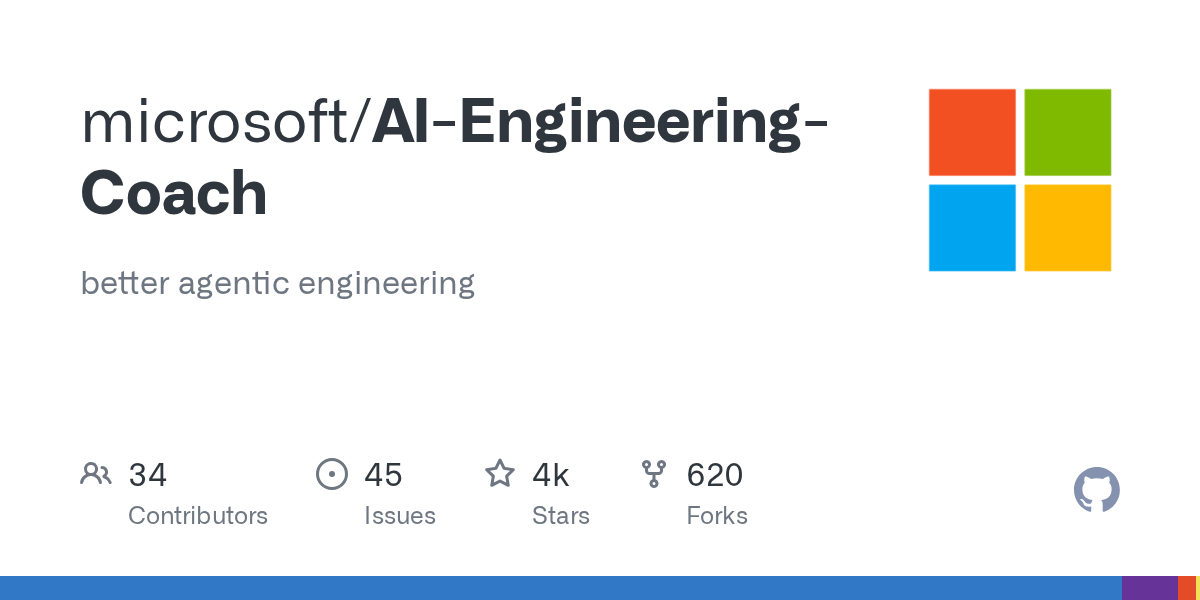 microsoft/AI-Engineering-
Coach
better agentic engineering
34 45 4k 620
Contributors Issues Stars Forks